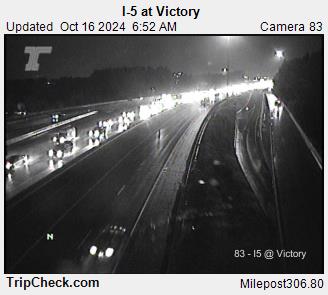 I-5 at Victory
Updated Oct 16 2024 6:52 AM Camera 83
T
N
83 - I5 @ Victory
TripCheck.com Milepost306.80